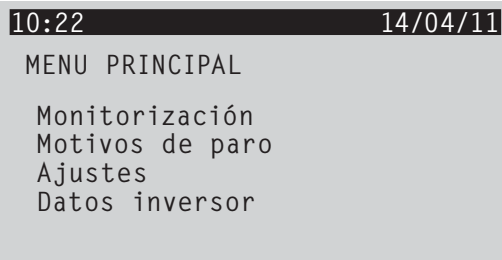 10:22 14/04/11
MENU PRINCIPAL
Monitorización
Motivos de paro
Ajustes
Datos inversor